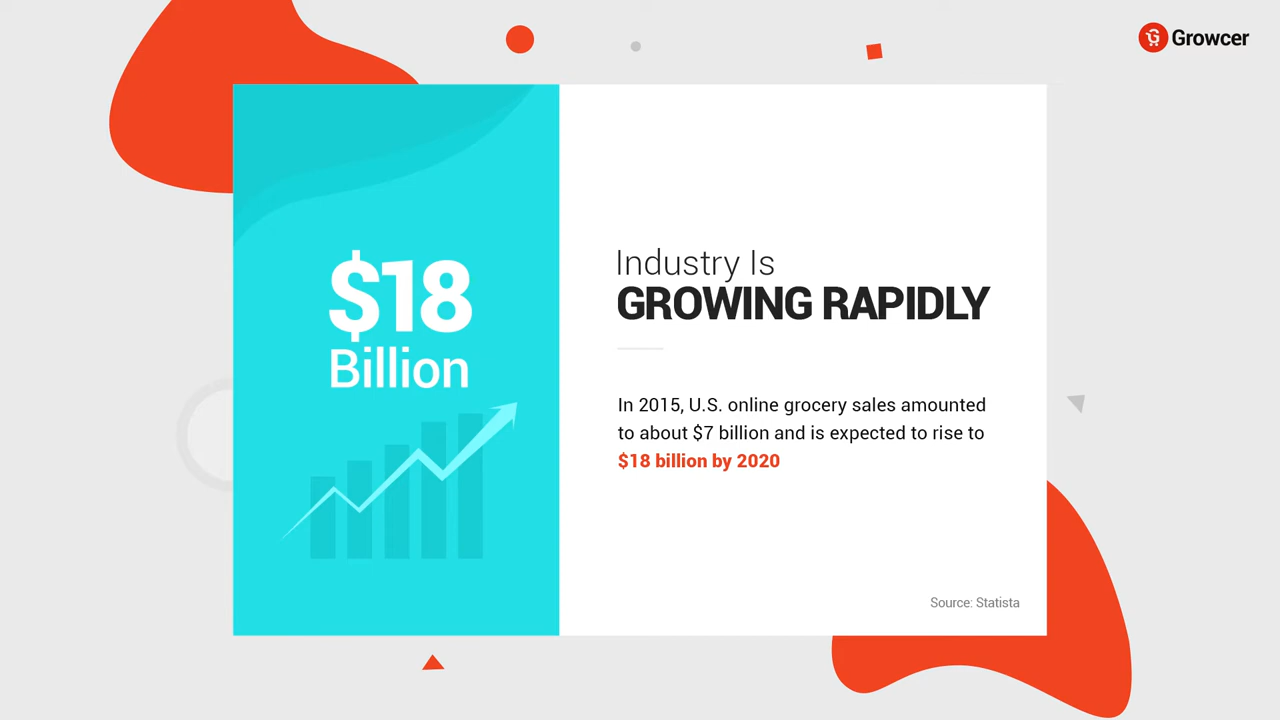 Growcer
$18
Billion
Industry Is
GROWING RAPIDLY
In 2015, U.S. online grocery sales amounted
to about $7 billion and is expected to rise to
$18 billion by 2020
Source: Statista